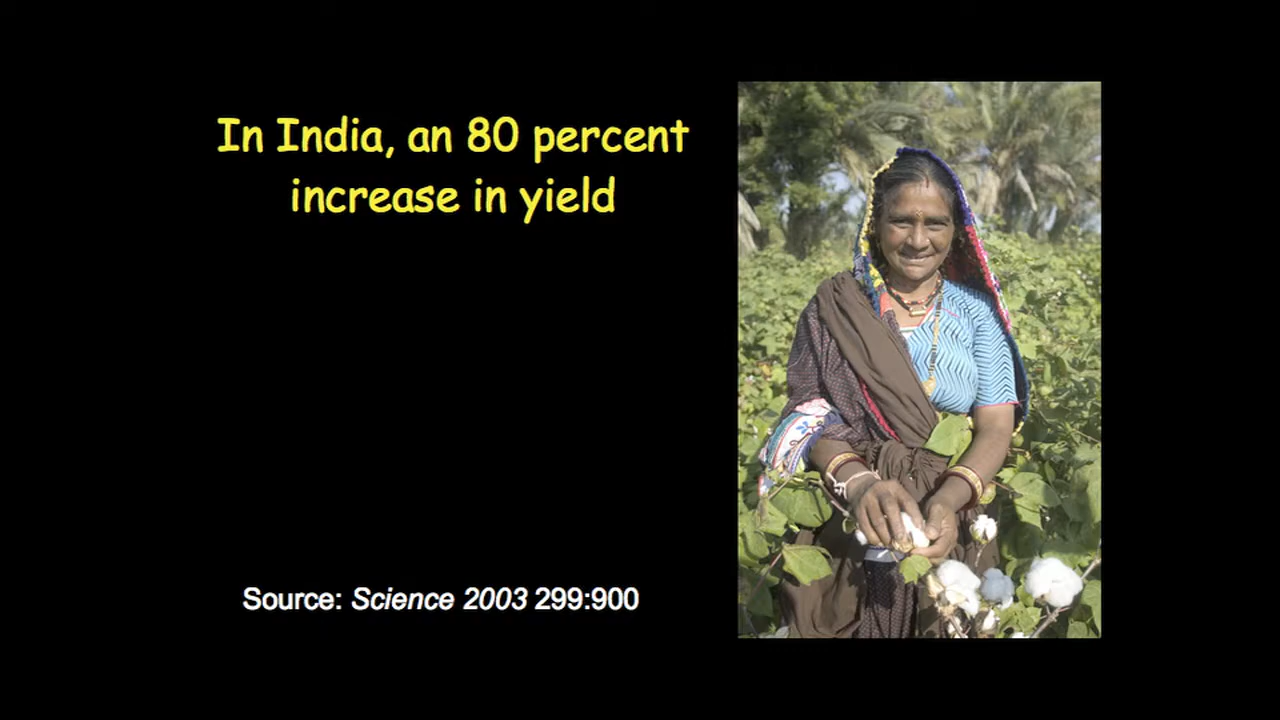 In India, an 80 percent
increase in yield
Source: Science 2003 299:900